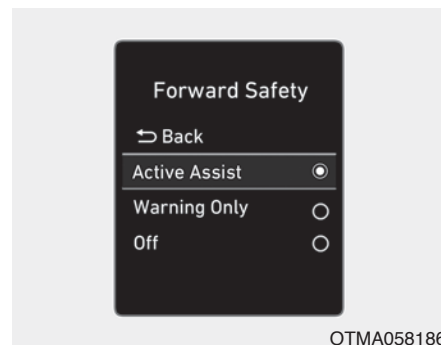 Forward Safety
Back
Active Assist
Warning Only
Off
OTMA058186